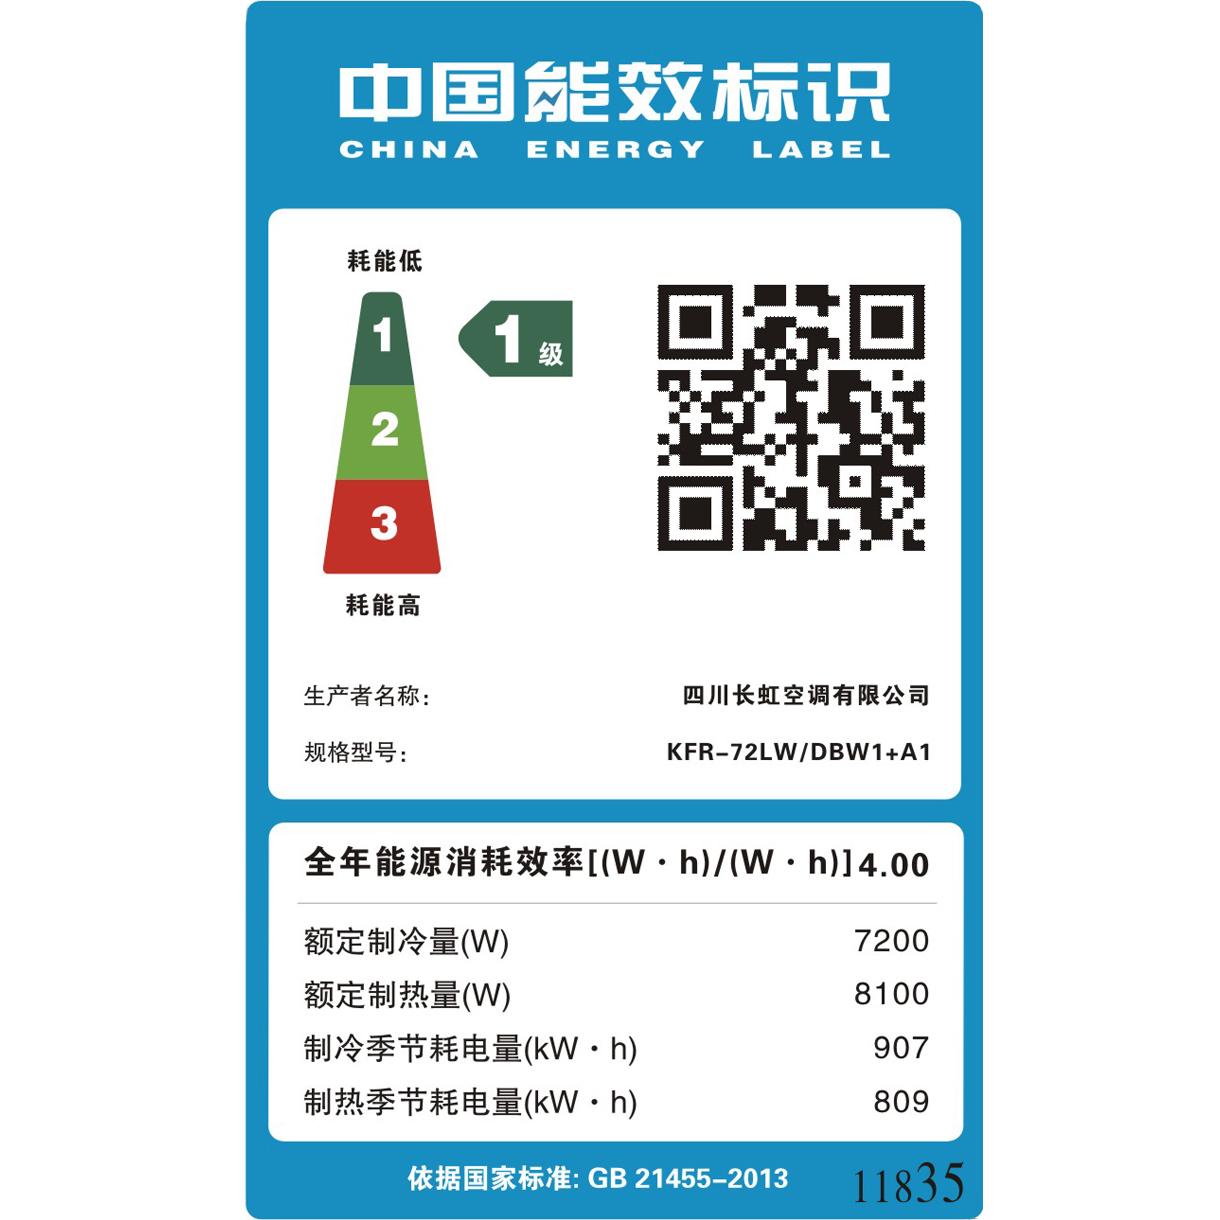 中国能效标识
CHINA ENERGY LABEL
耗能低
1
1级
2
3
耗能高
生产者名称: 四川长虹空调有限公司
规格型号: KFR-72LW/DBW1+A1
全年能源消耗效率[(W·h)/(W·h)] 4.00
额定制冷量(W) 7200
额定制热量(W) 8100
制冷季节耗电量(kW·h) 907
制热季节耗电量(kW·h) 809
依据国家标准: GB 21455-2013
11835